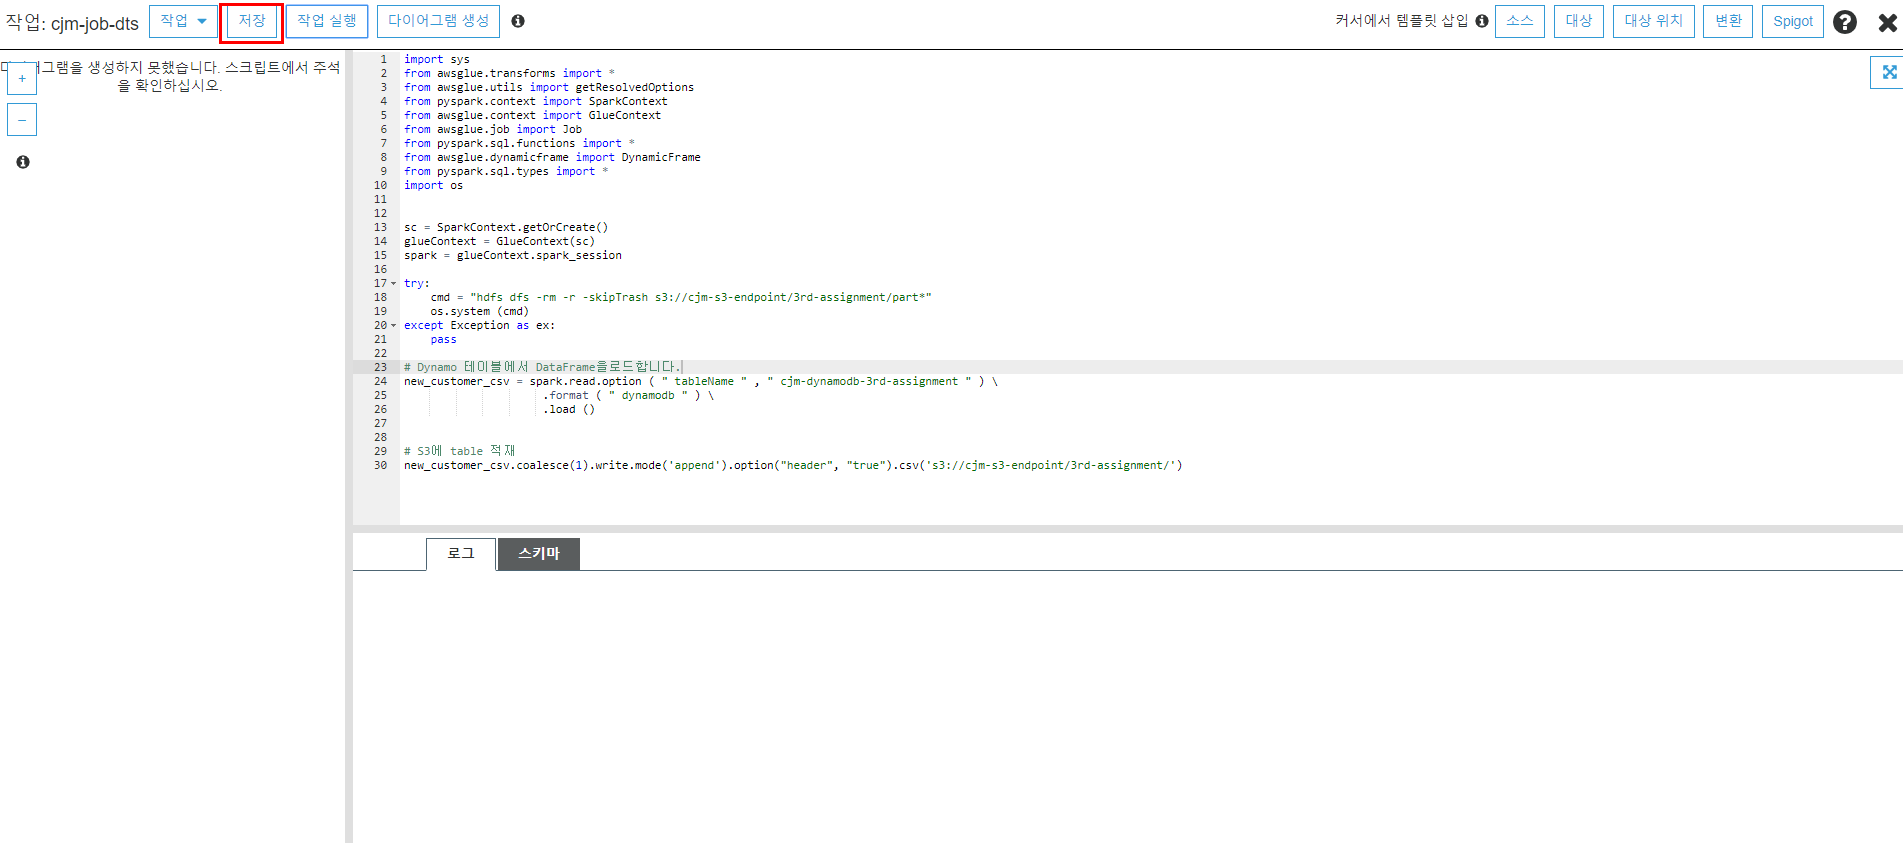 작업: cjm-job-dts 작업 저장 작업 실행 다이어그램 생성 커서에서 템플릿 삽입 소스 대상 대상 위치 변환 Spigot
어그램을 생성하지 못했습니다. 스크립트에서 주석
을 확인하십시오.
+
−
1 import sys
2 from awsglue.transforms import *
3 from awsglue.utils import getResolvedOptions
4 from pyspark.context import SparkContext
5 from awsglue.context import GlueContext
6 from awsglue.job import Job
7 from pyspark.sql.functions import *
8 from awsglue.dynamicframe import DynamicFrame
9 from pyspark.sql.types import *
10 import os
11
12
13 sc = SparkContext.getOrCreate()
14 glueContext = GlueContext(sc)
15 spark = glueContext.spark_session
16
17 try:
18     cmd = "hdfs dfs -rm -r -skipTrash s3://cjm-s3-endpoint/3rd-assignment/part*"
19     os.system (cmd)
20 except Exception as ex:
21     pass
22
23 # Dynamo 테이블에서 DataFrame을로드합니다.
24 new_customer_csv = spark.read.option ( " tableName " , " cjm-dynamodb-3rd-assignment " ) \
25                      .format ( " dynamodb " ) \
26                      .load ()
27
28
29 # S3에 table 적재
30 new_customer_csv.coalesce(1).write.mode('append').option("header", "true").csv('s3://cjm-s3-endpoint/3rd-assignment/')
로그 스키마